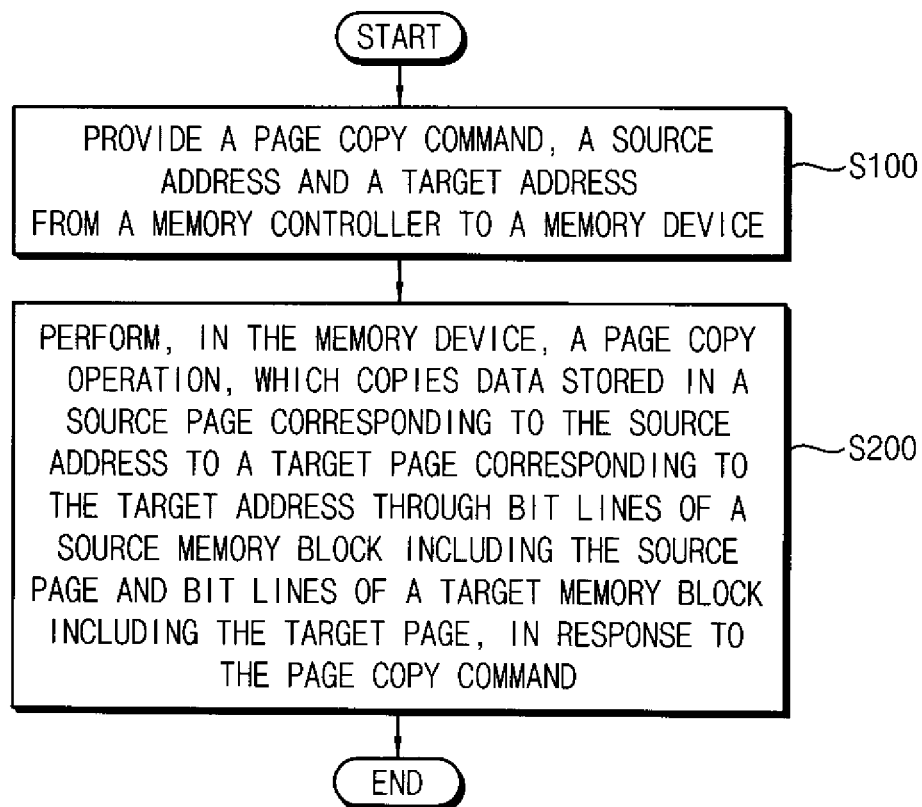 START
PROVIDE A PAGE COPY COMMAND, A SOURCE
ADDRESS AND A TARGET ADDRESS
FROM A MEMORY CONTROLLER TO A MEMORY DEVICE
S100
PERFORM, IN THE MEMORY DEVICE, A PAGE COPY
OPERATION, WHICH COPIES DATA STORED IN A
SOURCE PAGE CORRESPONDING TO THE SOURCE
ADDRESS TO A TARGET PAGE CORRESPONDING TO
THE TARGET ADDRESS THROUGH BIT LINES OF A
SOURCE MEMORY BLOCK INCLUDING THE SOURCE
PAGE AND BIT LINES OF A TARGET MEMORY BLOCK
INCLUDING THE TARGET PAGE, IN RESPONSE TO
THE PAGE COPY COMMAND
S200
END